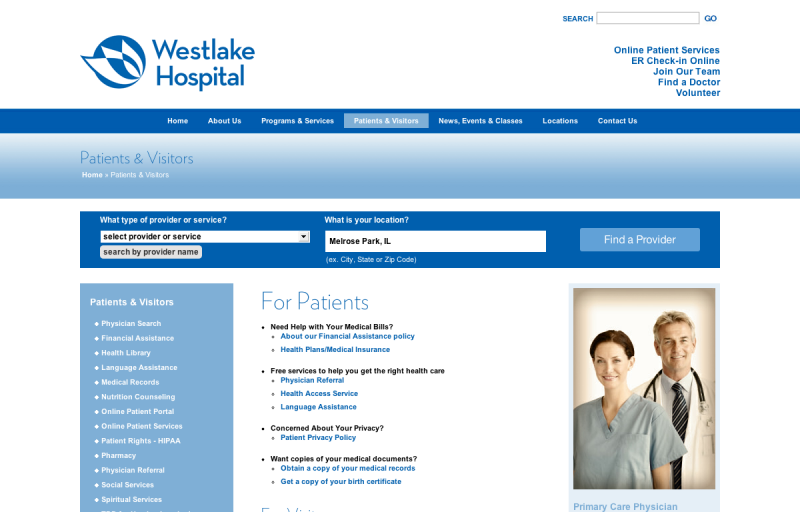 SEARCH
GO
Westlake
Hospital
Online Patient Services
ER Check-in Online
Join Our Team
Find a Doctor
Volunteer
Home About Us Programs & Services Patients & Visitors News, Events & Classes Locations Contact Us
Patients & Visitors
Home » Patients & Visitors
What type of provider or service?
select provider or service
search by provider name
What is your location?
Melrose Park, IL
(ex. City, State or Zip Code)
Find a Provider
Patients & Visitors
Physician Search
Financial Assistance
Health Library
Language Assistance
Medical Records
Nutrition Counseling
Online Patient Portal
Online Patient Services
Patient Rights - HIPAA
Pharmacy
Physician Referral
Social Services
Spiritual Services
For Patients
Need Help with Your Medical Bills?
About our Financial Assistance policy
Health Plans/Medical Insurance
Free services to help you get the right health care
Physician Referral
Health Access Service
Language Assistance
Concerned About Your Privacy?
Patient Privacy Policy
Want copies of your medical documents?
Obtain a copy of your medical records
Get a copy of your birth certificate
Primary Care Physician